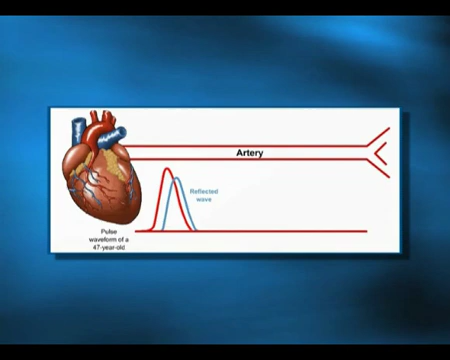 Artery
Reflected
wave
Pulse
waveform of a
47-year-old